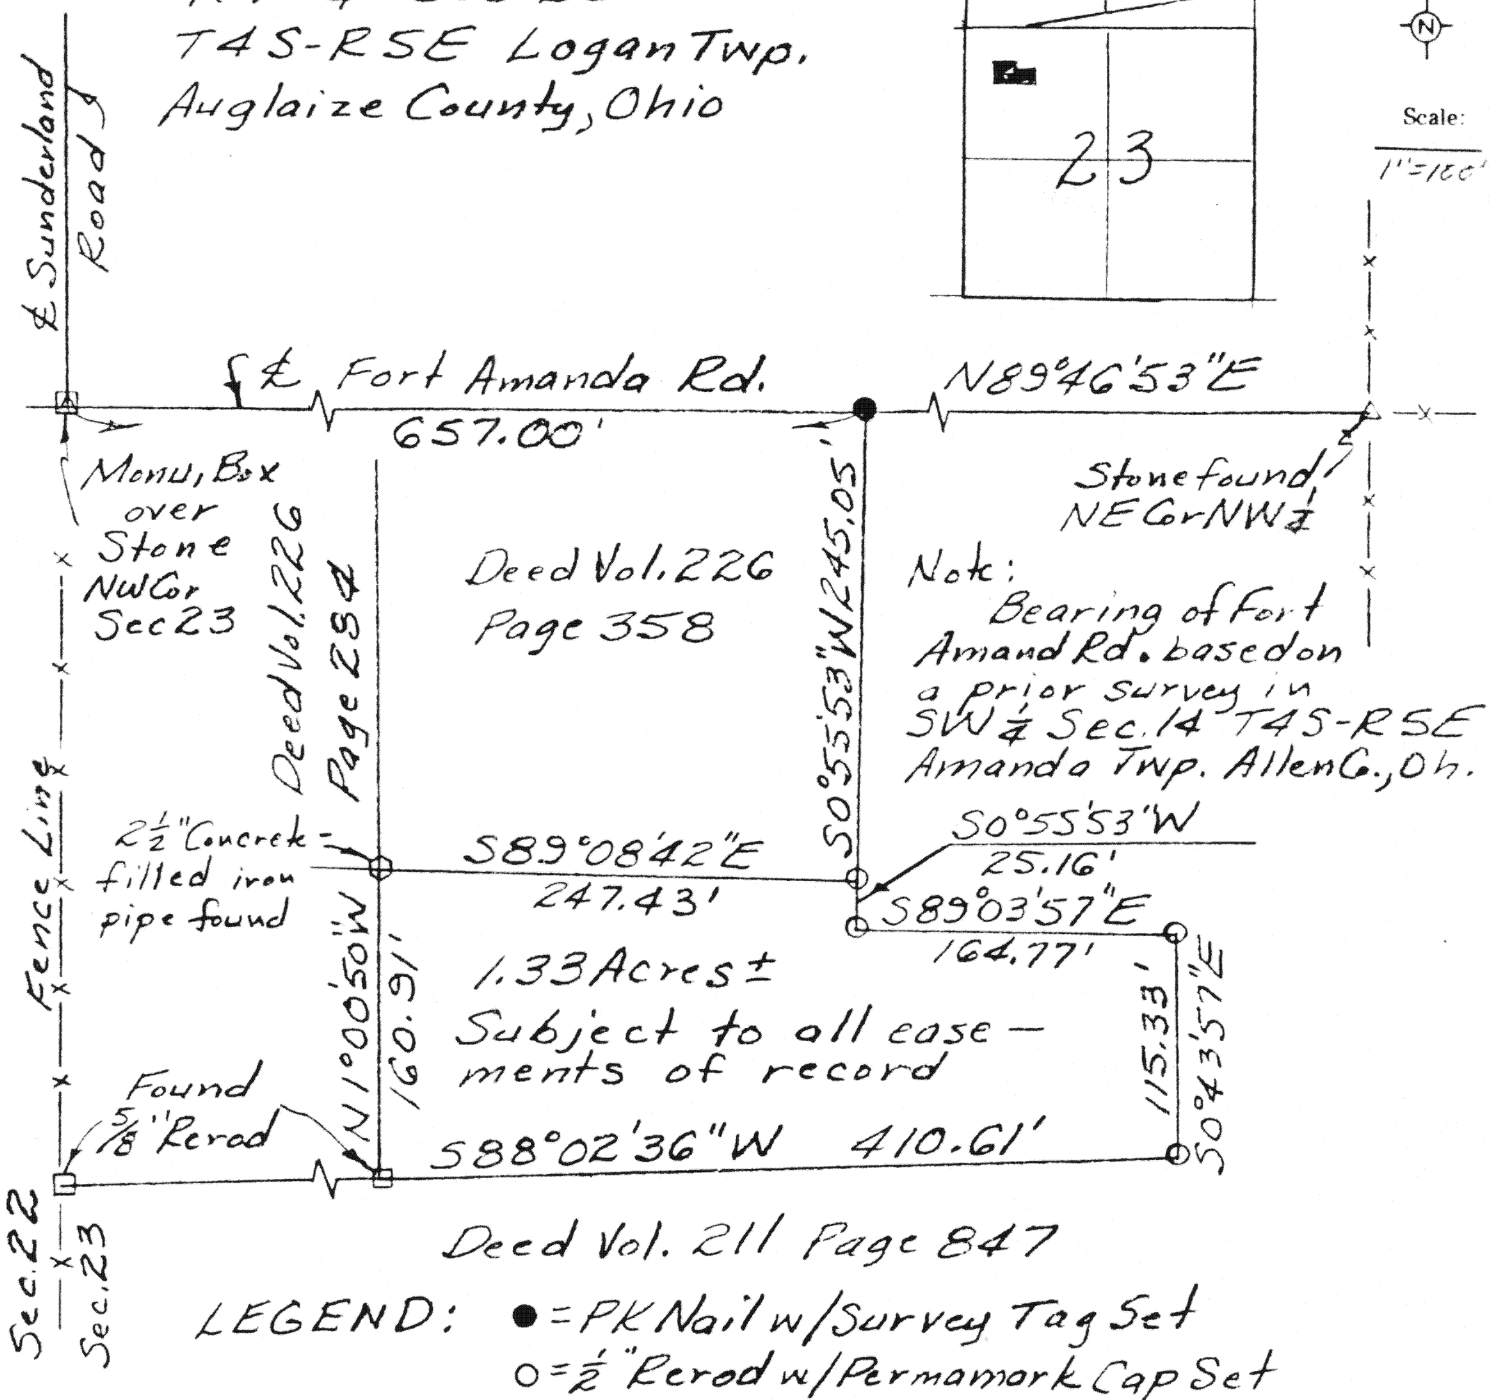 T4S-R5E Logan Twp.
Auglaize County, Ohio
℄ Sunderland
Road
23
N
Scale:
1"=100'
℄ Fort Amanda Rd.
N89°46'53"E
657.00'
Monu, Box
over
Stone
NW Cor
Sec 23
Deed Vol. 226
Page 284
Deed Vol. 226
Page 358
S0°55'53"W 245.05'
Stone found
NE Cor NW ¼
Note:
Bearing of Fort
Amand Rd. based on
a prior survey in
SW ¼ Sec. 14 T4S-R5E
Amanda Twp. Allen Co., Oh.
Fence Line
2½" Concrete-
filled iron
pipe found
S89°08'42"E
247.43'
S0°55'53"W
25.16'
S89°03'57"E
164.77'
N1°00'50"W
160.91'
1.33 Acres ±
Subject to all ease-
ments of record
115.33'
S0°43'57"E
Found
5/8" Rerod
S88°02'36"W 410.61'
Sec. 22
Sec. 23
Deed Vol. 211 Page 847
LEGEND: ● = PK Nail w/Survey Tag Set
○ = ½" Rerod w/Permamark Cap Set